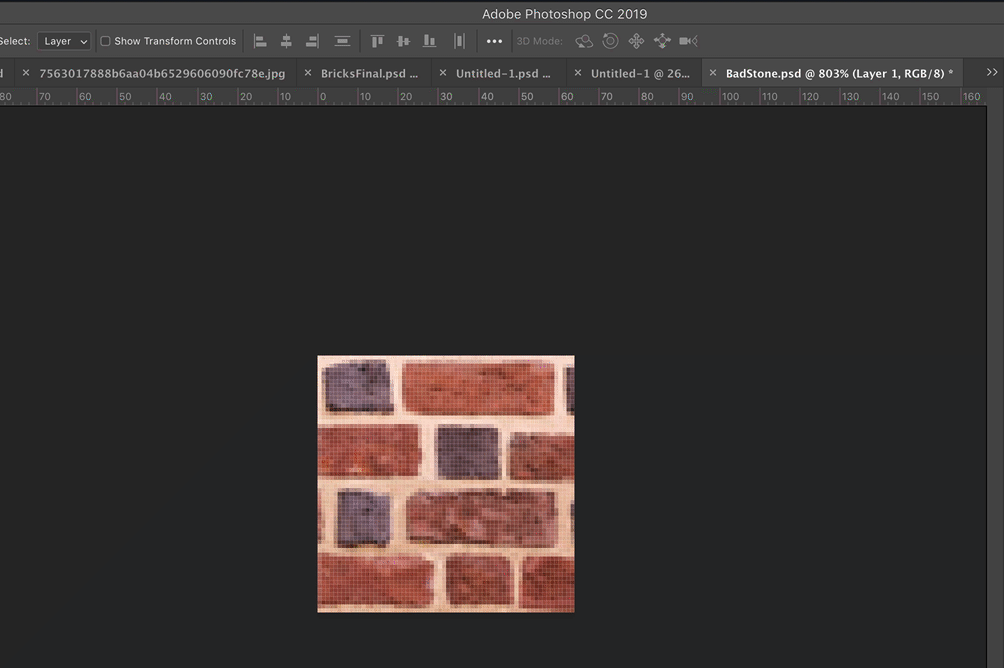 Adobe Photoshop CC 2019
Select: Layer Show Transform Controls 3D Mode:
7563017888b6aa04b6529606090fc78e.jpg × BricksFinal.psd ... × Untitled-1.psd ... × Untitled-1 @ 26... × BadStone.psd @ 803% (Layer 1, RGB/8) *
80 70 60 50 40 30 20 10 0 10 20 30 40 50 60 70 80 90 100 110 120 130 140 150 160